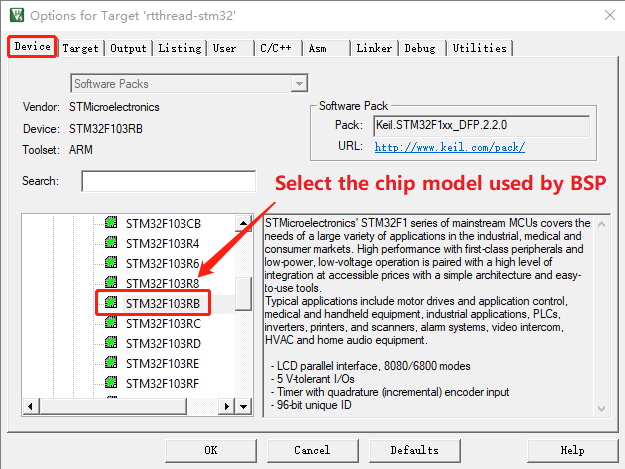 Options for Target 'rtthread-stm32'
Device Target Output Listing User C/C++ Asm Linker Debug Utilities
Software Packs
Software Pack
Vendor: STMicroelectronics
Device: STM32F103RB
Toolset: ARM
Pack: Keil.STM32F1xx_DFP.2.2.0
URL: http://www.keil.com/pack/
Search:
Select the chip model used by BSP
STM32F103CB
STM32F103R4
STM32F103R6
STM32F103R8
STM32F103RB
STM32F103RC
STM32F103RD
STM32F103RE
STM32F103RF
STMicroelectronics' STM32F1 series of mainstream MCUs covers the
needs of a large variety of applications in the industrial, medical and
consumer markets. High peformance with first-class peripherals and
low-power, low-voltage operation is paired with a high level of
integration at accessible prices with a simple architecture and easy-
to-use tools.
Typical applications include motor drives and application control,
medical and handheld equipment, industrial applications, PLCs,
inverters, printers, and scanners, alarm systems, video intercom,
HVAC and home audio equipment.
- LCD parallel interface, 8080/6800 modes
- 5 V-tolerant I/Os
- Timer with quadrature (incremental) encoder input
- 96-bit unique ID
OK Cancel Defaults Help